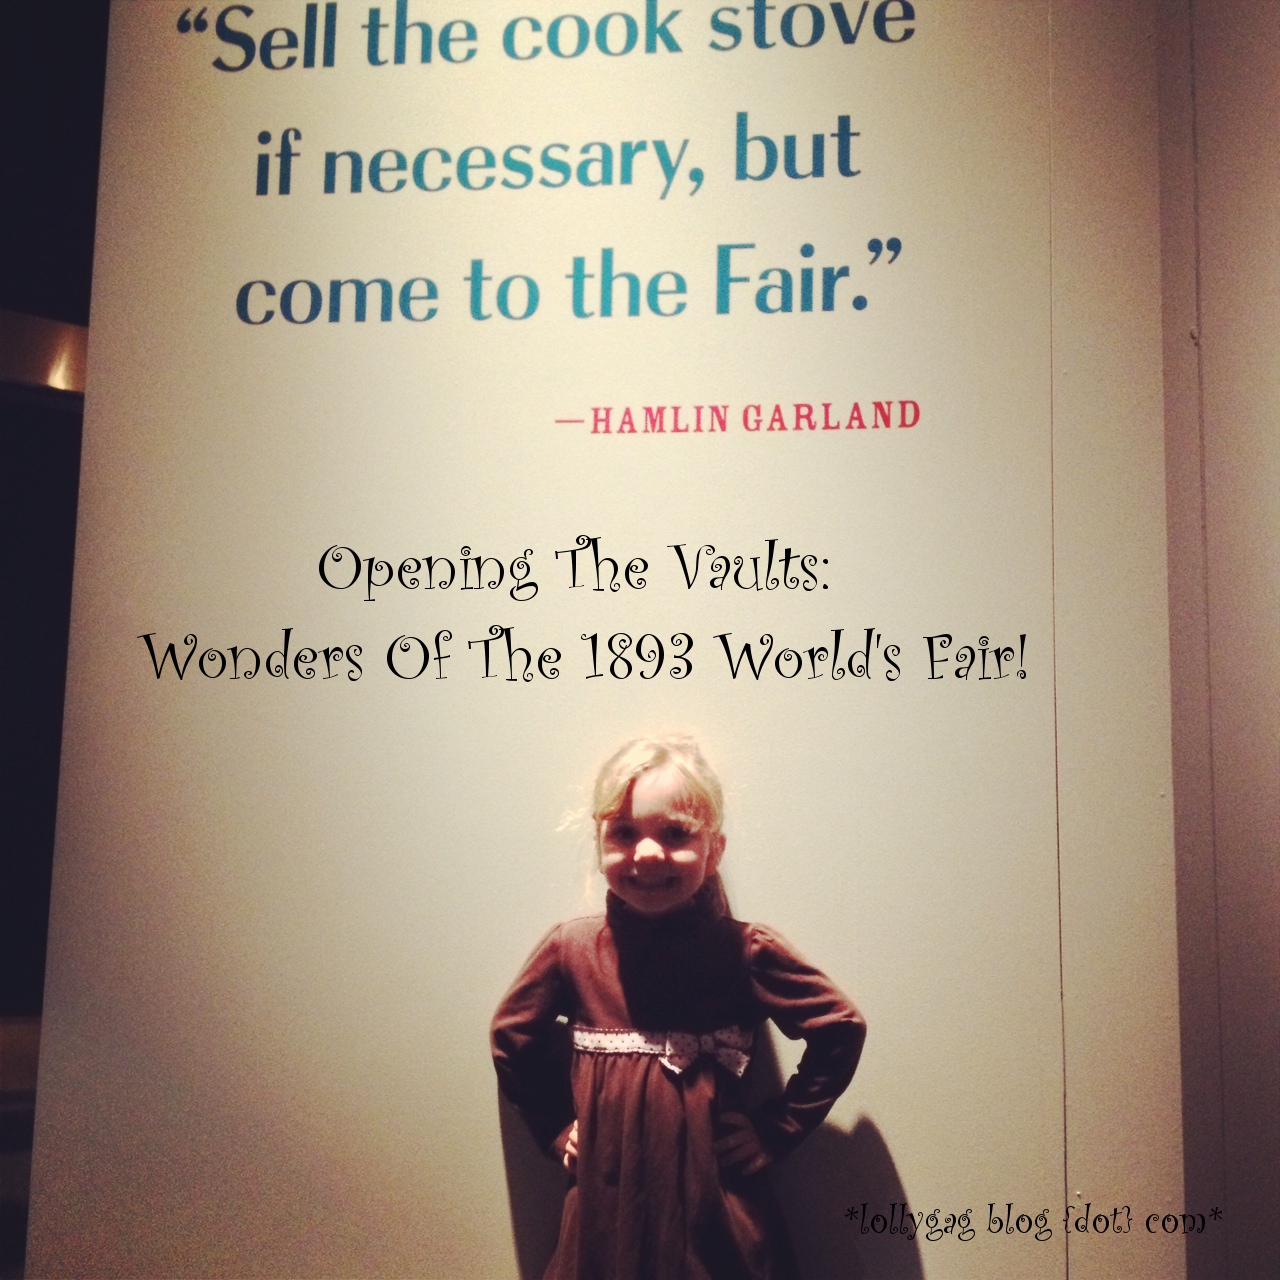 “Sell the cook stove
if necessary, but
come to the Fair.”
—HAMLIN GARLAND
Opening The Vaults:
Wonders Of The 1893 World's Fair!
*lollygag blog {dot} com*